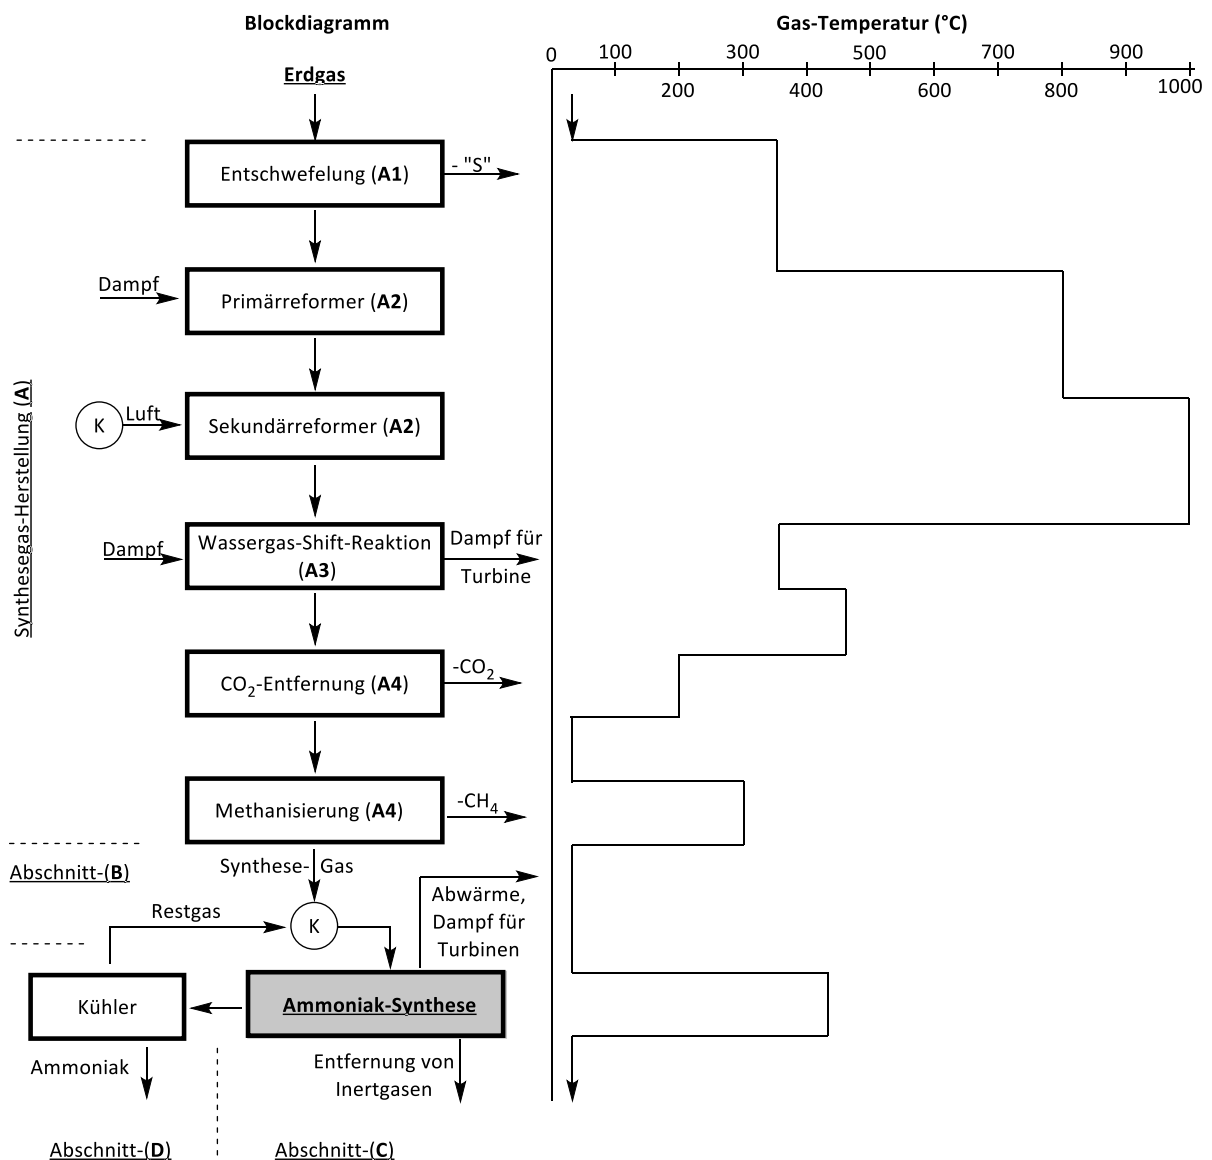 Blockdiagramm
Gas-Temperatur (°C)
0 100 300 500 700 900
200 400 600 800 1000
Erdgas
Entschwefelung (A1)
- "S"
Dampf
Primärreformer (A2)
K
Luft
Sekundärreformer (A2)
Synthesegas-Herstellung (A)
Dampf
Wassergas-Shift-Reaktion
(A3)
Dampf für
Turbine
CO2-Entfernung (A4)
-CO2
Methanisierung (A4)
-CH4
Abschnitt-(B)
Synthese- Gas
Restgas
K
Abwärme,
Dampf für
Turbinen
Kühler
Ammoniak-Synthese
Ammoniak
Entfernung von
Inertgasen
Abschnitt-(D)
Abschnitt-(C)